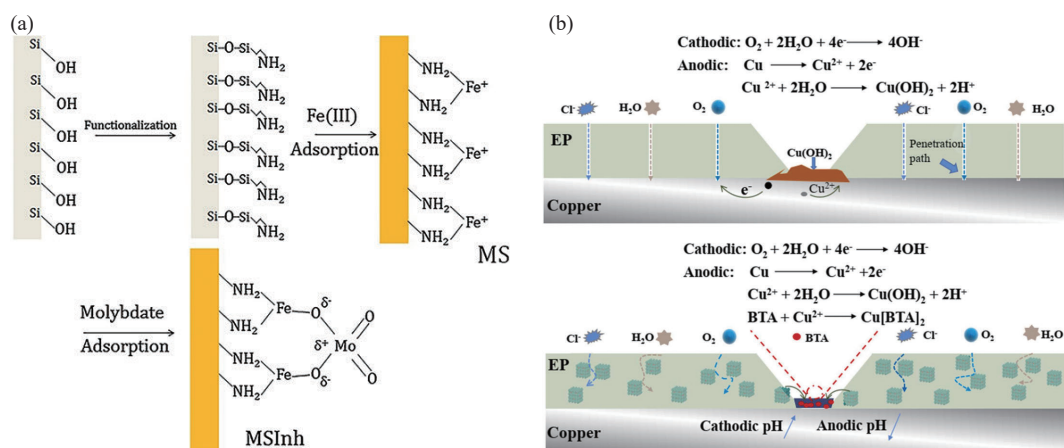 (a)
Si
OH
Si
OH
Si
OH
Si
OH
Si
OH
Si
OH
Functionalization
Si-O-Si
NH2
Si-O-Si
NH2
Si-O-Si
NH2
Si-O-Si
NH2
Si-O-Si
NH2
Si-O-Si
NH2
Fe(III)
Adsorption
NH2
Fe+
NH2
NH2
Fe+
NH2
NH2
Fe+
NH2
MS
Molybdate
Adsorption
NH2
Fe
O
δ-
NH2
δ+
Mo
O
O
NH2
Fe
O
δ-
NH2
MSInh
(b)
Cathodic: O2 + 2H2O + 4e- → 4OH-
Anodic: Cu → Cu2+ + 2e-
Cu 2+ + 2H2O → Cu(OH)2 + 2H+
Cl- H2O O2 Cl- O2 H2O
EP
Cu(OH)2
Penetration
path
e-
Cu2+
Copper
Cathodic: O2 + 2H2O + 4e- → 4OH-
Anodic: Cu → Cu2+ +2e-
Cu2+ + 2H2O → Cu(OH)2 + 2H+
BTA + Cu2+ → Cu[BTA]2
Cl- H2O O2 BTA Cl- O2 H2O
EP
Cathodic pH Anodic pH
Copper